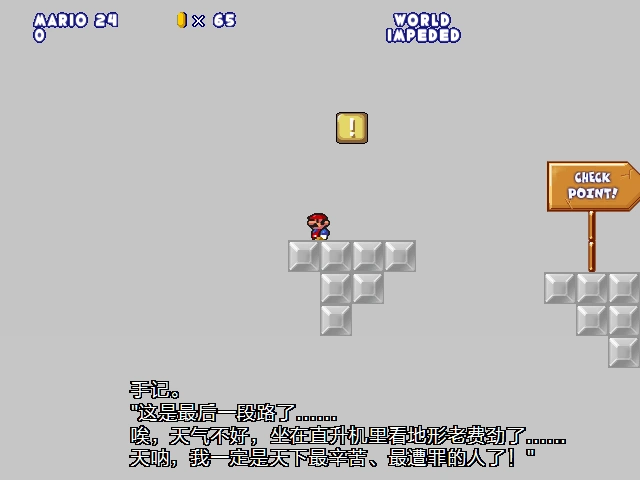 MARIO 24
0
× 65
WORLD
IMPEDED
!
CHECK
POINT!
手记。
"这是最后一段路了……
唉，天气不好，坐在直升机里看地形老费劲了……
天呐，我一定是天下最辛苦、最遭罪的人了！"